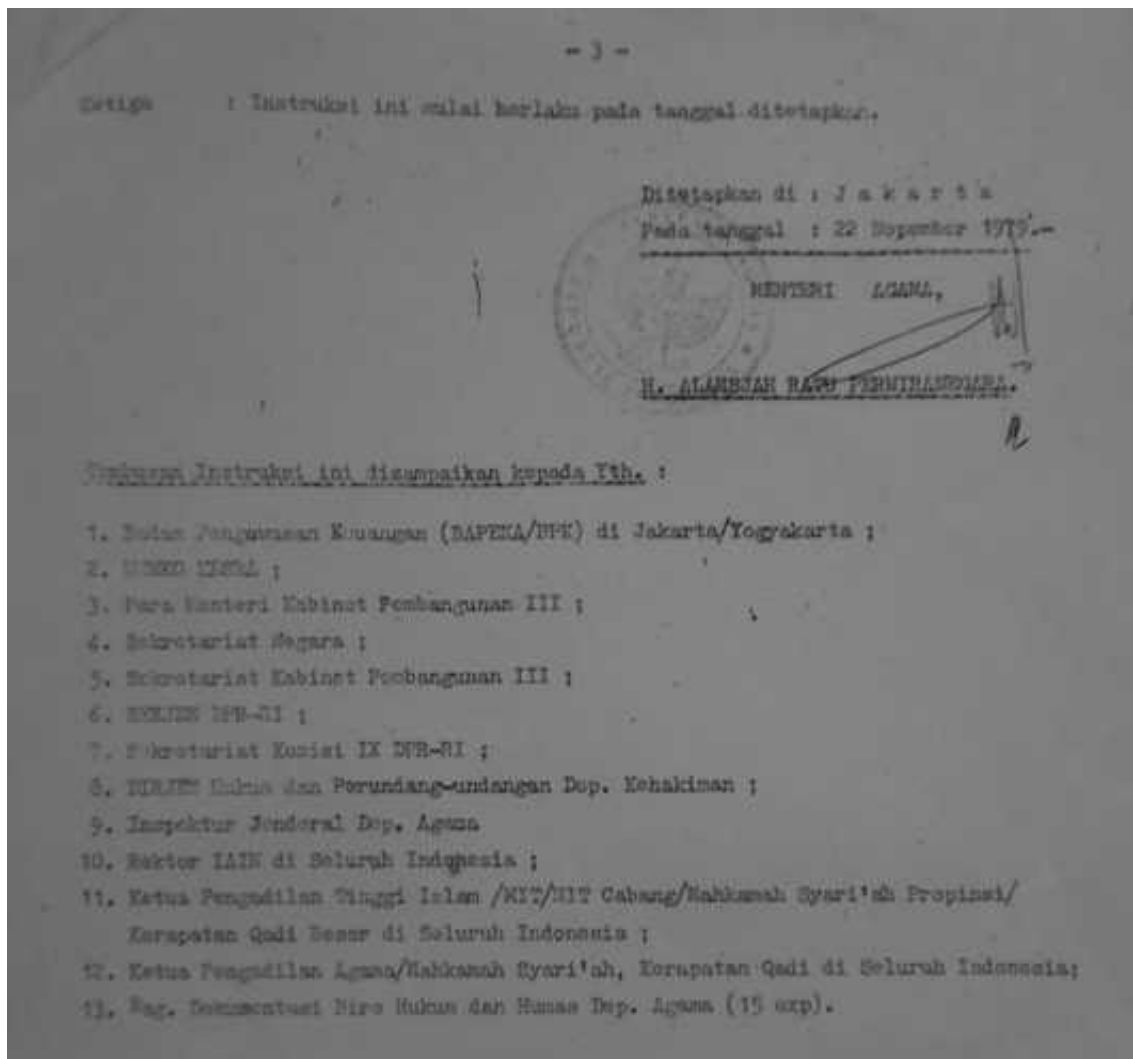 - 3 -
Ketiga : Instruksi ini mulai berlaku pada tanggal ditetapkan.
Ditetapkan di : J a k a r t a
Pada tanggal : 22 Nopember 1979.-
MENTERI AGAMA,
H. ALAMSJAH RATU PERWIRANEGARA.
Tembusan Instruksi ini disampaikan kepada Yth. :
1. Badan Pengawasan Keuangan (BAPEKA/BPK) di Jakarta/Yogyakarta ;
2. MENKO KESRA ;
3. Para Menteri Kabinet Pembangunan III ;
4. Sekretariat Negara ;
5. Sekretariat Kabinet Pembangunan III ;
6. SEKJEN DPR-RI ;
7. Sekretariat Komisi IX DPR-RI ;
8. DIRJEN Hukum dan Perundang-undangan Dep. Kehakiman ;
9. Inspektur Jenderal Dep. Agama
10. Rektor IAIN di Seluruh Indonesia ;
11. Ketua Pengadilan Tinggi Islam /MIT/MIT Cabang/Mahkamah Syari'ah Propinsi/
Kerapatan Qadi Besar di Seluruh Indonesia ;
12. Ketua Pengadilan Agama/Mahkamah Syari'ah, Kerapatan Qadi di Seluruh Indonesia;
13. Bag. Dokumentasi Biro Hukum dan Humas Dep. Agama (15 exp).